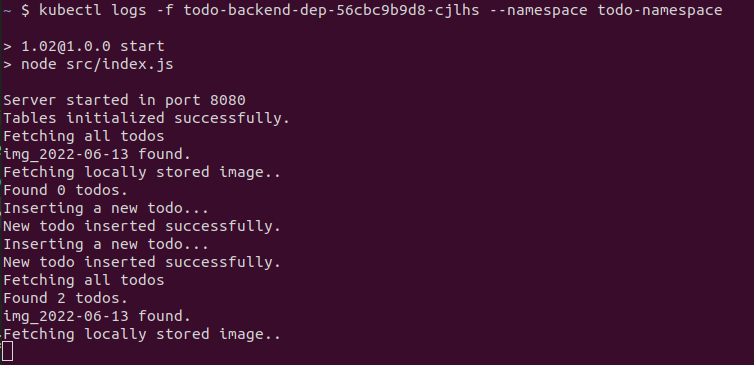 ~ $ kubectl logs -f todo-backend-dep-56cbc9b9d8-cjlhs --namespace todo-namespace
> 1.02@1.0.0 start
> node src/index.js
Server started in port 8080
Tables initialized successfully.
Fetching all todos
img_2022-06-13 found.
Fetching locally stored image..
Found 0 todos.
Inserting a new todo...
New todo inserted successfully.
Inserting a new todo...
New todo inserted successfully.
Fetching all todos
Found 2 todos.
img_2022-06-13 found.
Fetching locally stored image..